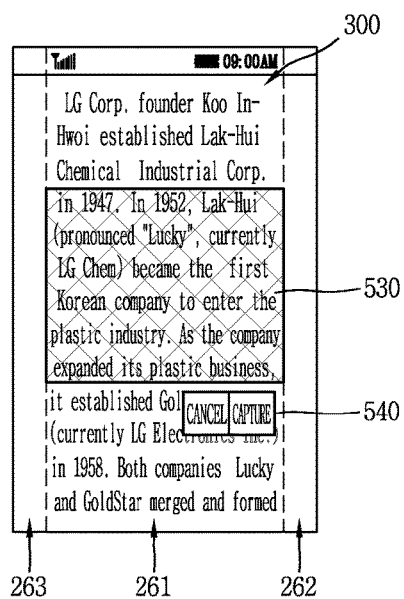 300
09:00AM
LG Corp. founder Koo In-
Hwoi established Lak-Hui
Chemical Industrial Corp.
in 1947. In 1952, Lak-Hui
(pronounced "Lucky", currently
LG Chem) became the first
530
Korean company to enter the
plastic industry. As the company
expanded its plastic business,
it established Gol
CANCEL CAPTURE
540
(currently LG Electronics Inc.)
in 1958. Both companies Lucky
and GoldStar merged and formed
263 261 262